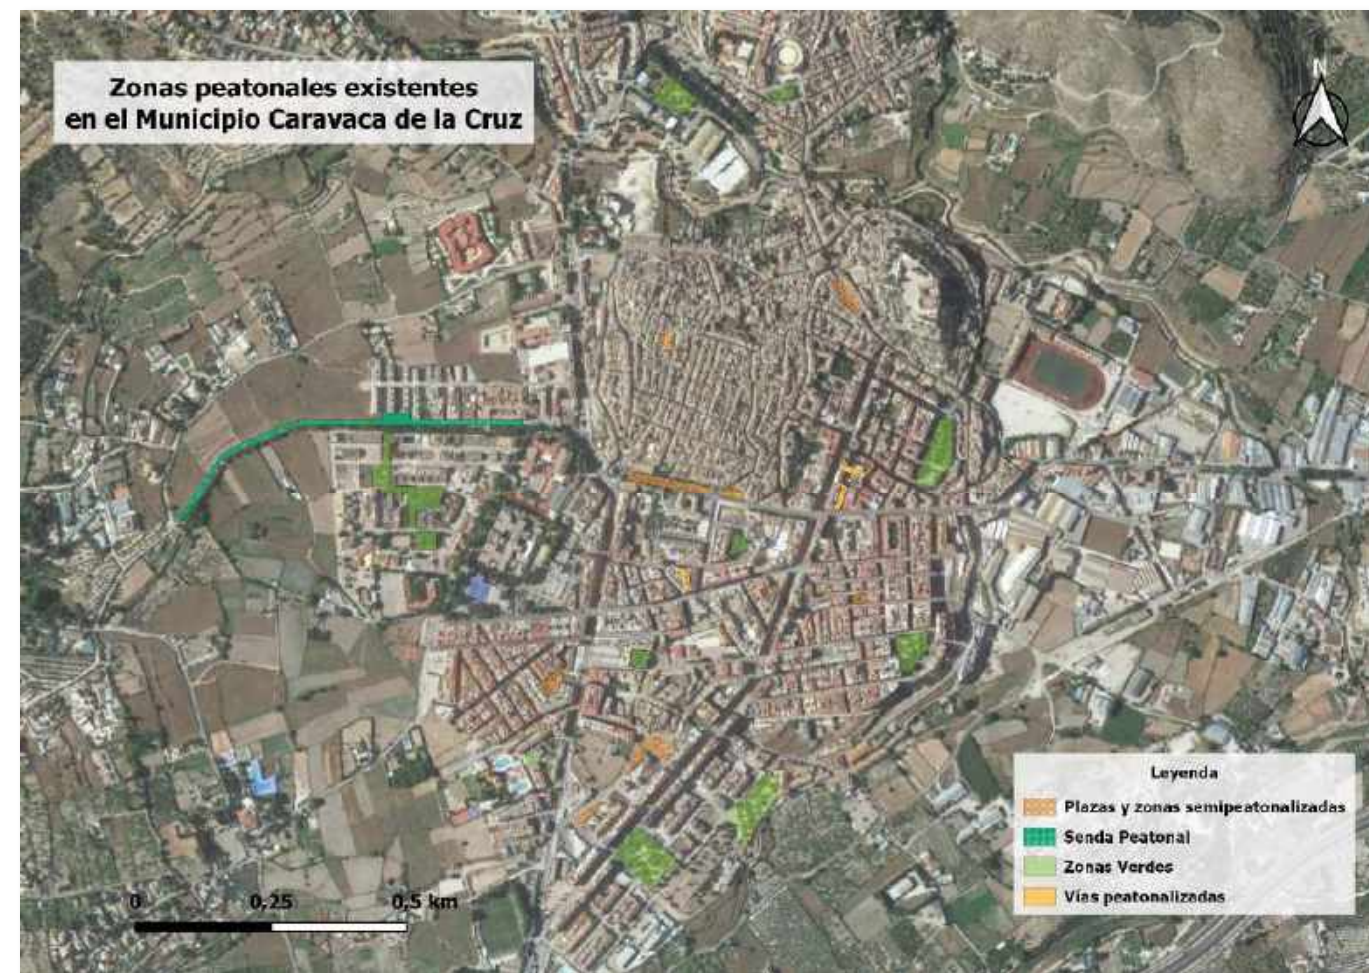 Zonas peatonales existentes
en el Municipio Caravaca de la Cruz
N
Leyenda
Plazas y zonas semipeatonalizadas
Senda Peatonal
Zonas Verdes
Vías peatonalizadas
0 0,25 0,5 km